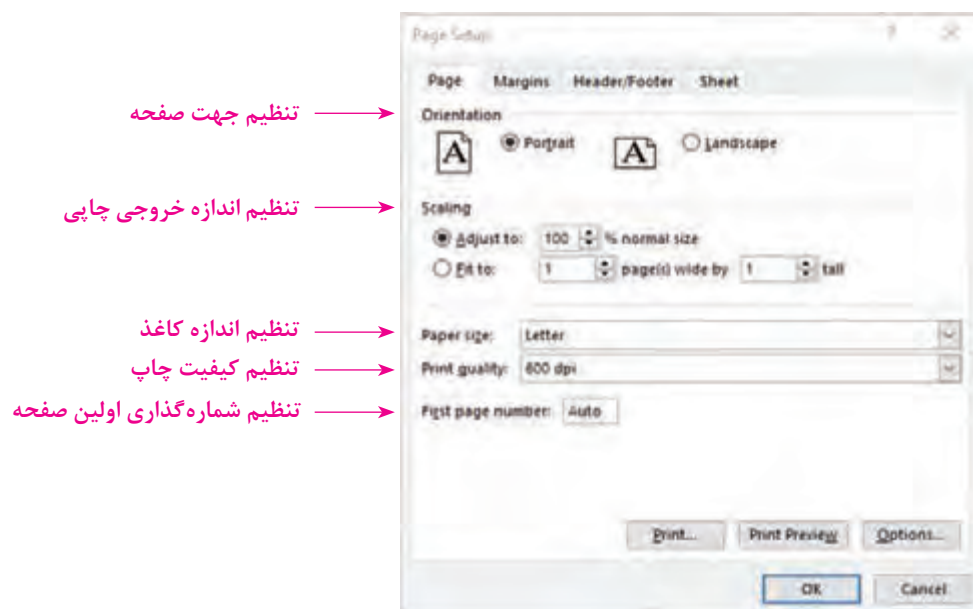 Page Setup ? ×
Page Margins Header/Footer Sheet
تنظیم جهت صفحه
Orientation
A Portrait A Landscape
تنظیم اندازه خروجی چاپی
Scaling
Adjust to: 100 % normal size
Fit to: 1 page(s) wide by 1 tall
تنظیم اندازه کاغذ
Paper size: Letter
تنظیم کیفیت چاپ
Print quality: 600 dpi
تنظیم شماره‌گذاری اولین صفحه
First page number: Auto
Print... Print Preview Options...
OK Cancel